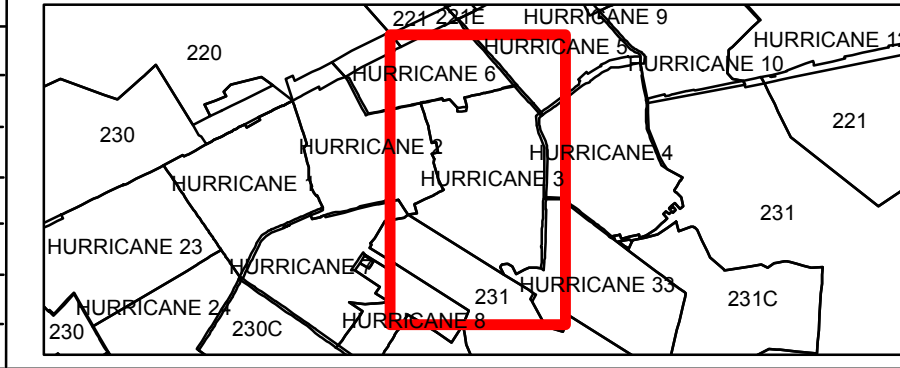 221 221E
HURRICANE 9
HURRICANE 5
HURRICANE 12
220
HURRICANE 10
HURRICANE 6
230
221
HURRICANE 2
HURRICANE 4
HURRICANE 1
HURRICANE 3
231
HURRICANE 23
HURRICANE 7
HURRICANE 33
231
231C
HURRICANE 24
HURRICANE 8
230
230C